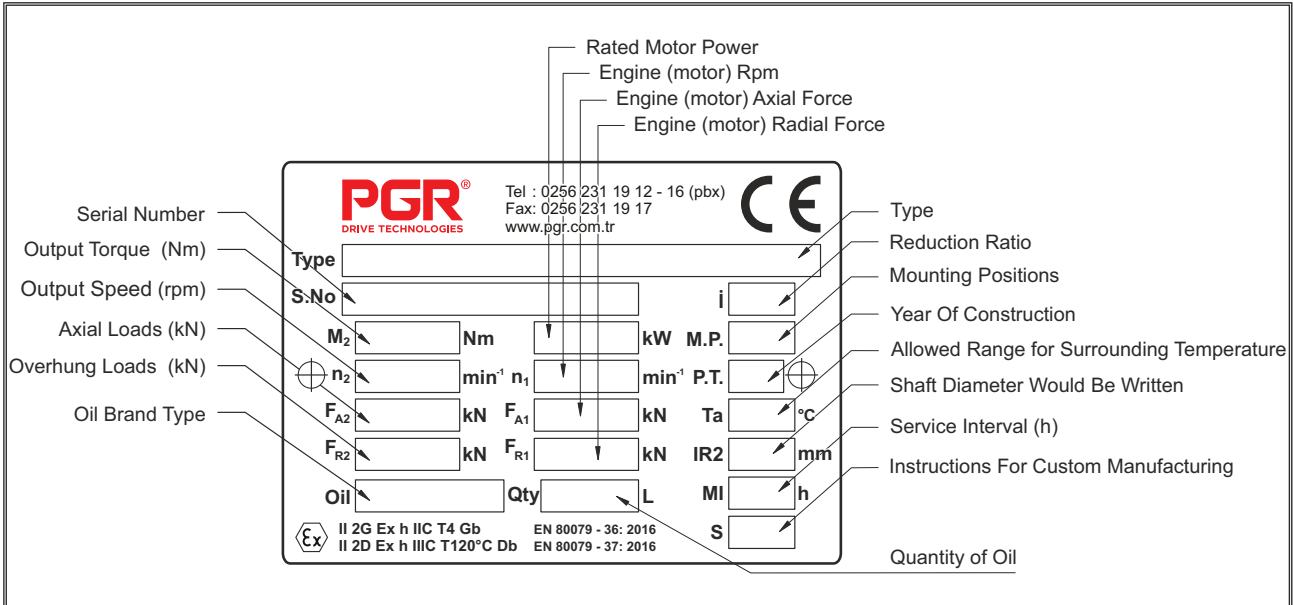 Rated Motor Power
Engine (motor) Rpm
Engine (motor) Axial Force
Engine (motor) Radial Force
PGR®
DRIVE TECHNOLOGIES
Tel : 0256 231 19 12 - 16 (pbx)
Fax: 0256 231 19 17
www.pgr.com.tr
CE
Serial Number
Output Torque (Nm)
Output Speed (rpm)
Axial Loads (kN)
Overhung Loads (kN)
Oil Brand Type
Type
S.No i
M₂ Nm kW M.P.
n₂ min⁻¹ n₁ min⁻¹ P.T.
F_A2 kN F_A1 kN Ta °C
F_R2 kN F_R1 kN IR2 mm
Oil Qty L MI h
S
Ex II 2G Ex h IIC T4 Gb EN 80079 - 36: 2016
II 2D Ex h IIIC T120°C Db EN 80079 - 37: 2016
Type
Reduction Ratio
Mounting Positions
Year Of Construction
Allowed Range for Surrounding Temperature
Shaft Diameter Would Be Written
Service Interval (h)
Instructions For Custom Manufacturing
Quantity of Oil